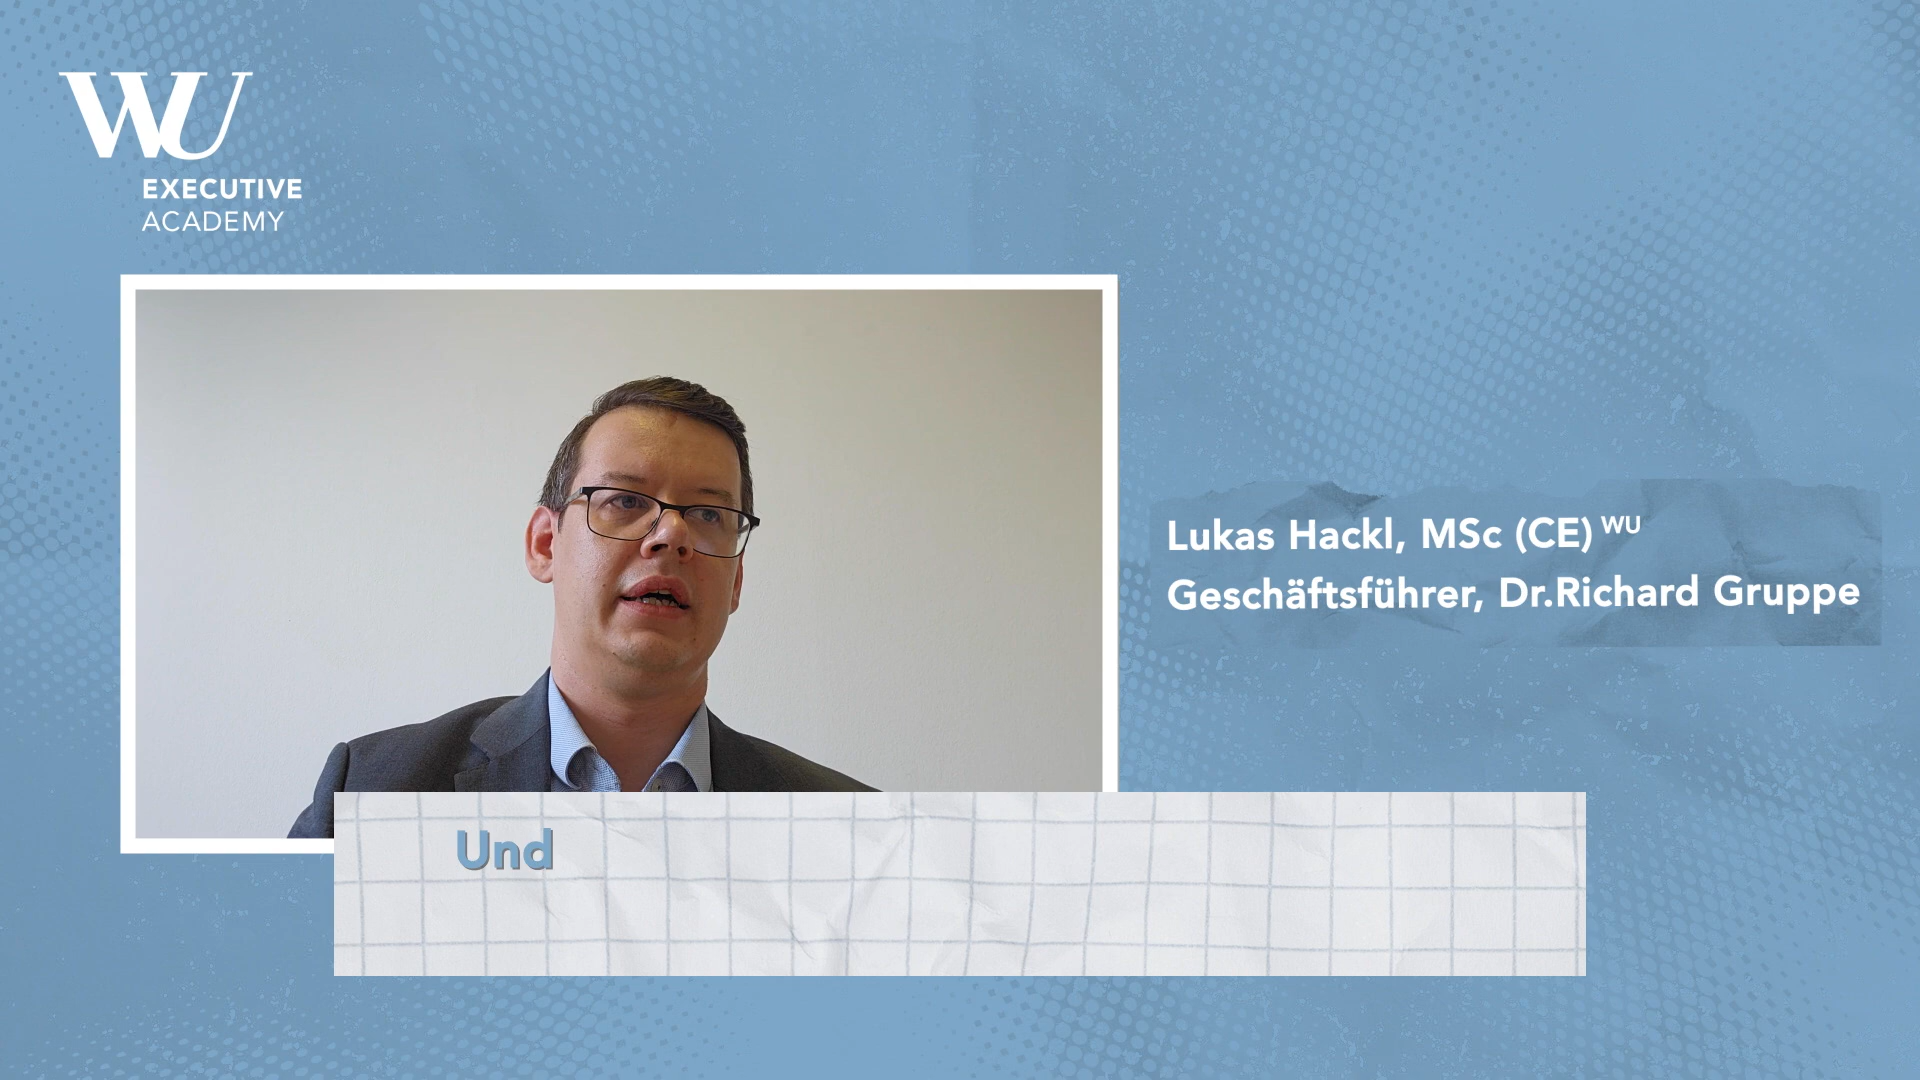 WU
EXECUTIVE
ACADEMY
Lukas Hackl, MSc (CE) WU
Geschäftsführer, Dr.Richard Gruppe
Und